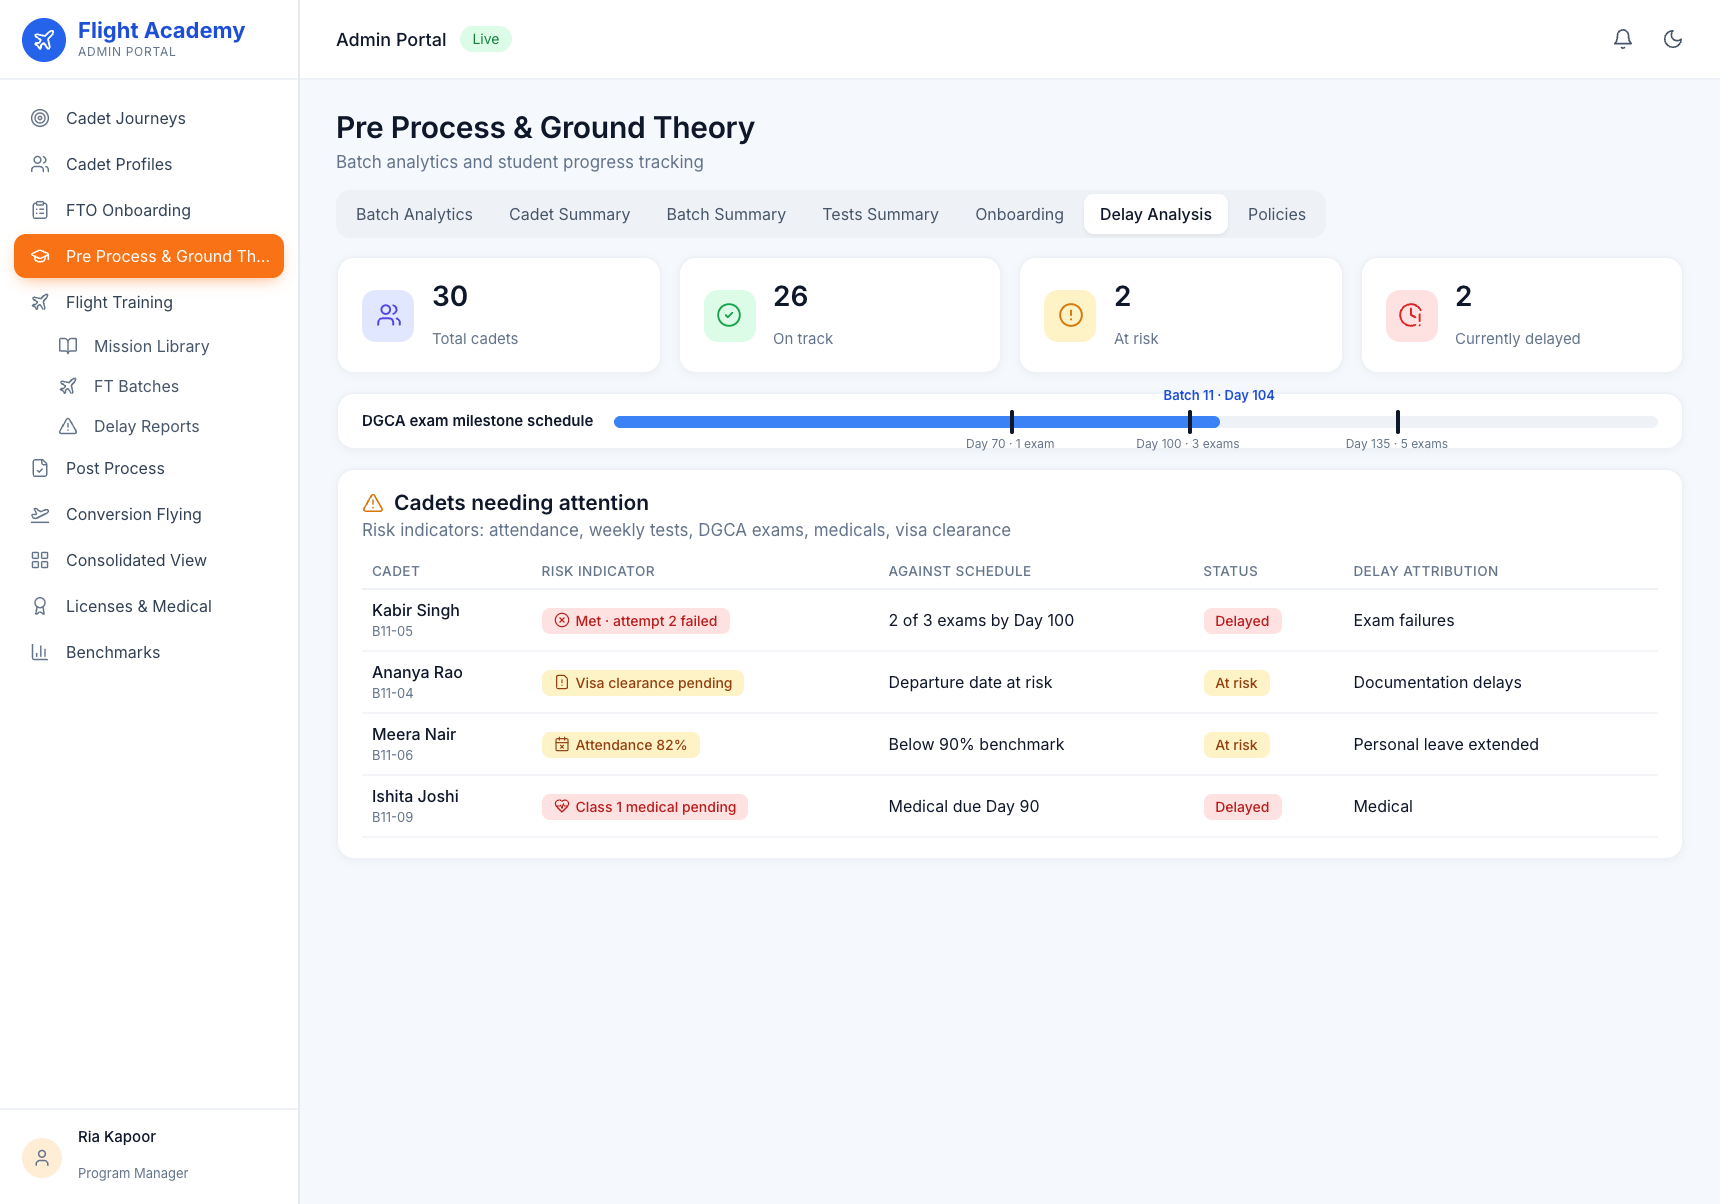 Flight Academy
ADMIN PORTAL
Admin Portal
Live
Cadet Journeys
Cadet Profiles
FTO Onboarding
Pre Process & Ground Th...
Flight Training
Mission Library
FT Batches
Delay Reports
Post Process
Conversion Flying
Consolidated View
Licenses & Medical
Benchmarks
Ria Kapoor
Program Manager
Pre Process & Ground Theory
Batch analytics and student progress tracking
Batch Analytics Cadet Summary Batch Summary Tests Summary Onboarding Delay Analysis Policies
30
Total cadets
26
On track
2
At risk
2
Currently delayed
Batch 11 · Day 104
DGCA exam milestone schedule
Day 70 · 1 exam Day 100 · 3 exams Day 135 · 5 exams
Cadets needing attention
Risk indicators: attendance, weekly tests, DGCA exams, medicals, visa clearance
CADET RISK INDICATOR AGAINST SCHEDULE STATUS DELAY ATTRIBUTION
Kabir Singh
B11-05
Met · attempt 2 failed 2 of 3 exams by Day 100 Delayed Exam failures
Ananya Rao
B11-04
Visa clearance pending Departure date at risk At risk Documentation delays
Meera Nair
B11-06
Attendance 82% Below 90% benchmark At risk Personal leave extended
Ishita Joshi
B11-09
Class 1 medical pending Medical due Day 90 Delayed Medical